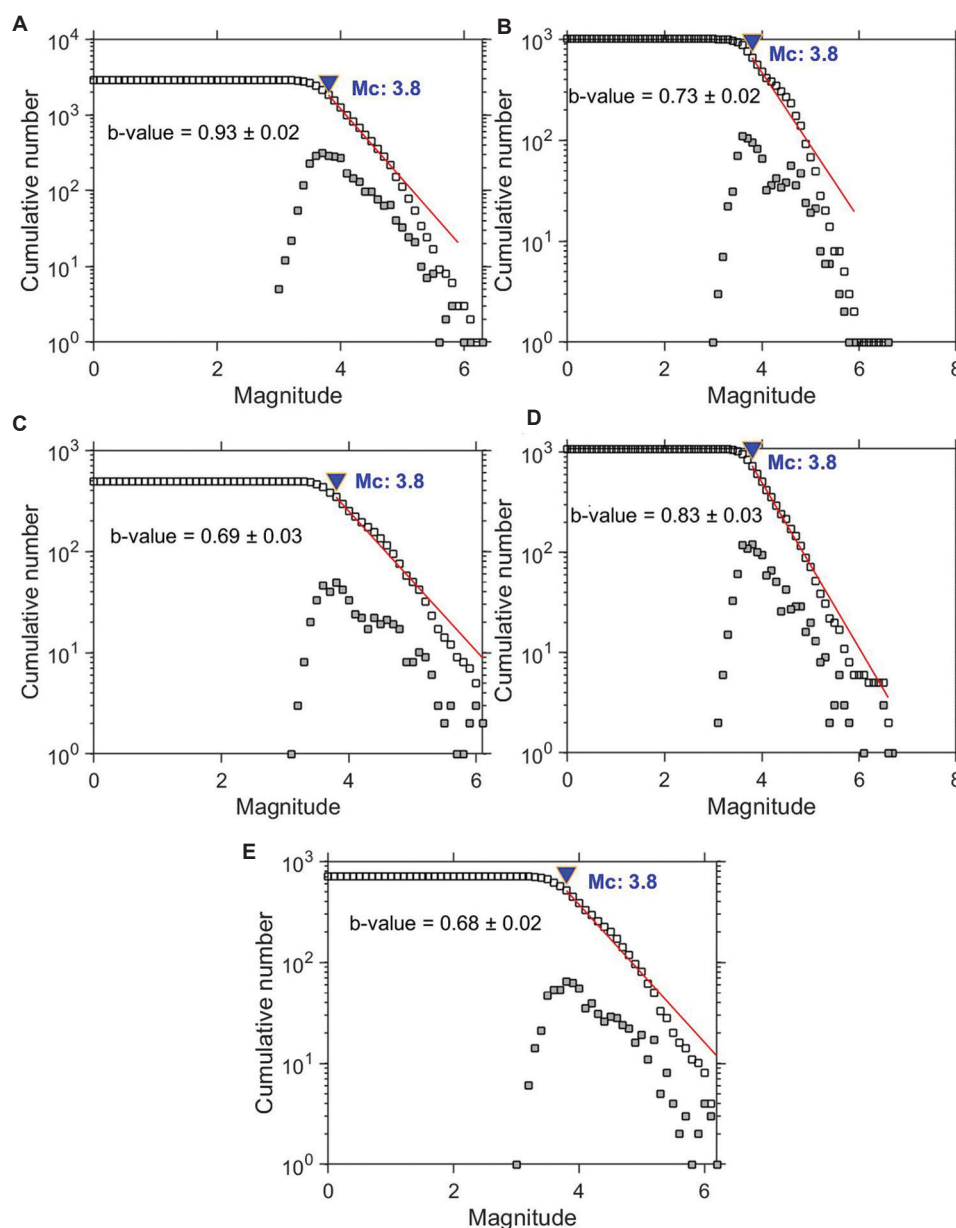 A
10^4
10^3
10^2
10^1
10^0
Cumulative number
Mc: 3.8
b-value = 0.93 ± 0.02
0 2 4 6
Magnitude
B
10^3
10^2
10^1
10^0
Cumulative number
Mc: 3.8
b-value = 0.73 ± 0.02
0 2 4 6 8
Magnitude
C
10^3
10^2
10^1
10^0
Cumulative number
Mc: 3.8
b-value = 0.69 ± 0.03
0 2 4 6
Magnitude
D
10^3
10^2
10^1
10^0
Cumulative number
Mc: 3.8
b-value = 0.83 ± 0.03
0 2 4 6 8
Magnitude
E
10^3
10^2
10^1
10^0
Cumulative number
Mc: 3.8
b-value = 0.68 ± 0.02
0 2 4 6
Magnitude